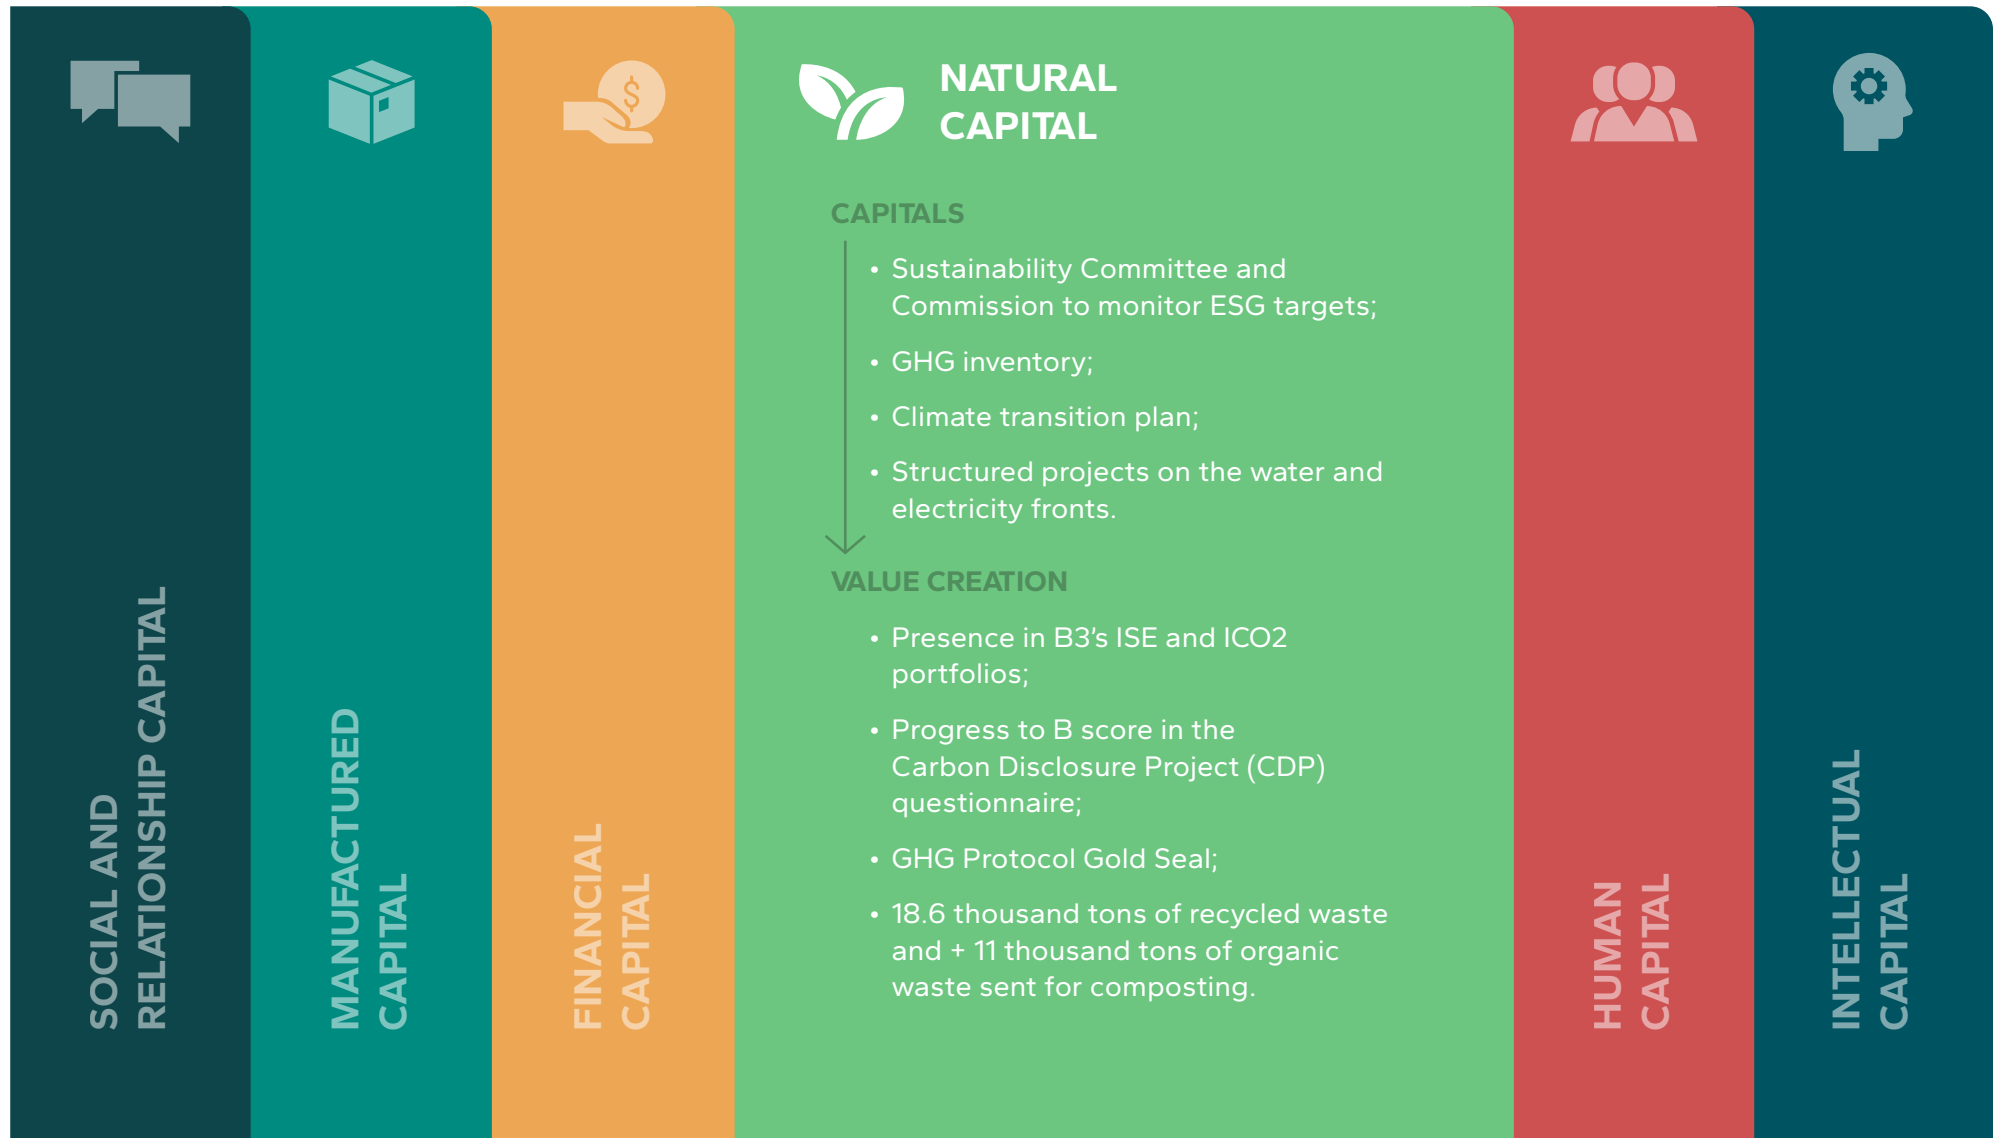 SOCIAL AND
RELATIONSHIP CAPITAL
MANUFACTURED
CAPITAL
$
FINANCIAL
CAPITAL
NATURAL
CAPITAL
CAPITALS
• Sustainability Committee and
Commission to monitor ESG targets;
• GHG inventory;
• Climate transition plan;
• Structured projects on the water and
electricity fronts.
VALUE CREATION
• Presence in B3’s ISE and ICO2
portfolios;
• Progress to B score in the
Carbon Disclosure Project (CDP)
questionnaire;
• GHG Protocol Gold Seal;
• 18.6 thousand tons of recycled waste
and + 11 thousand tons of organic
waste sent for composting.
HUMAN
CAPITAL
INTELLECTUAL
CAPITAL